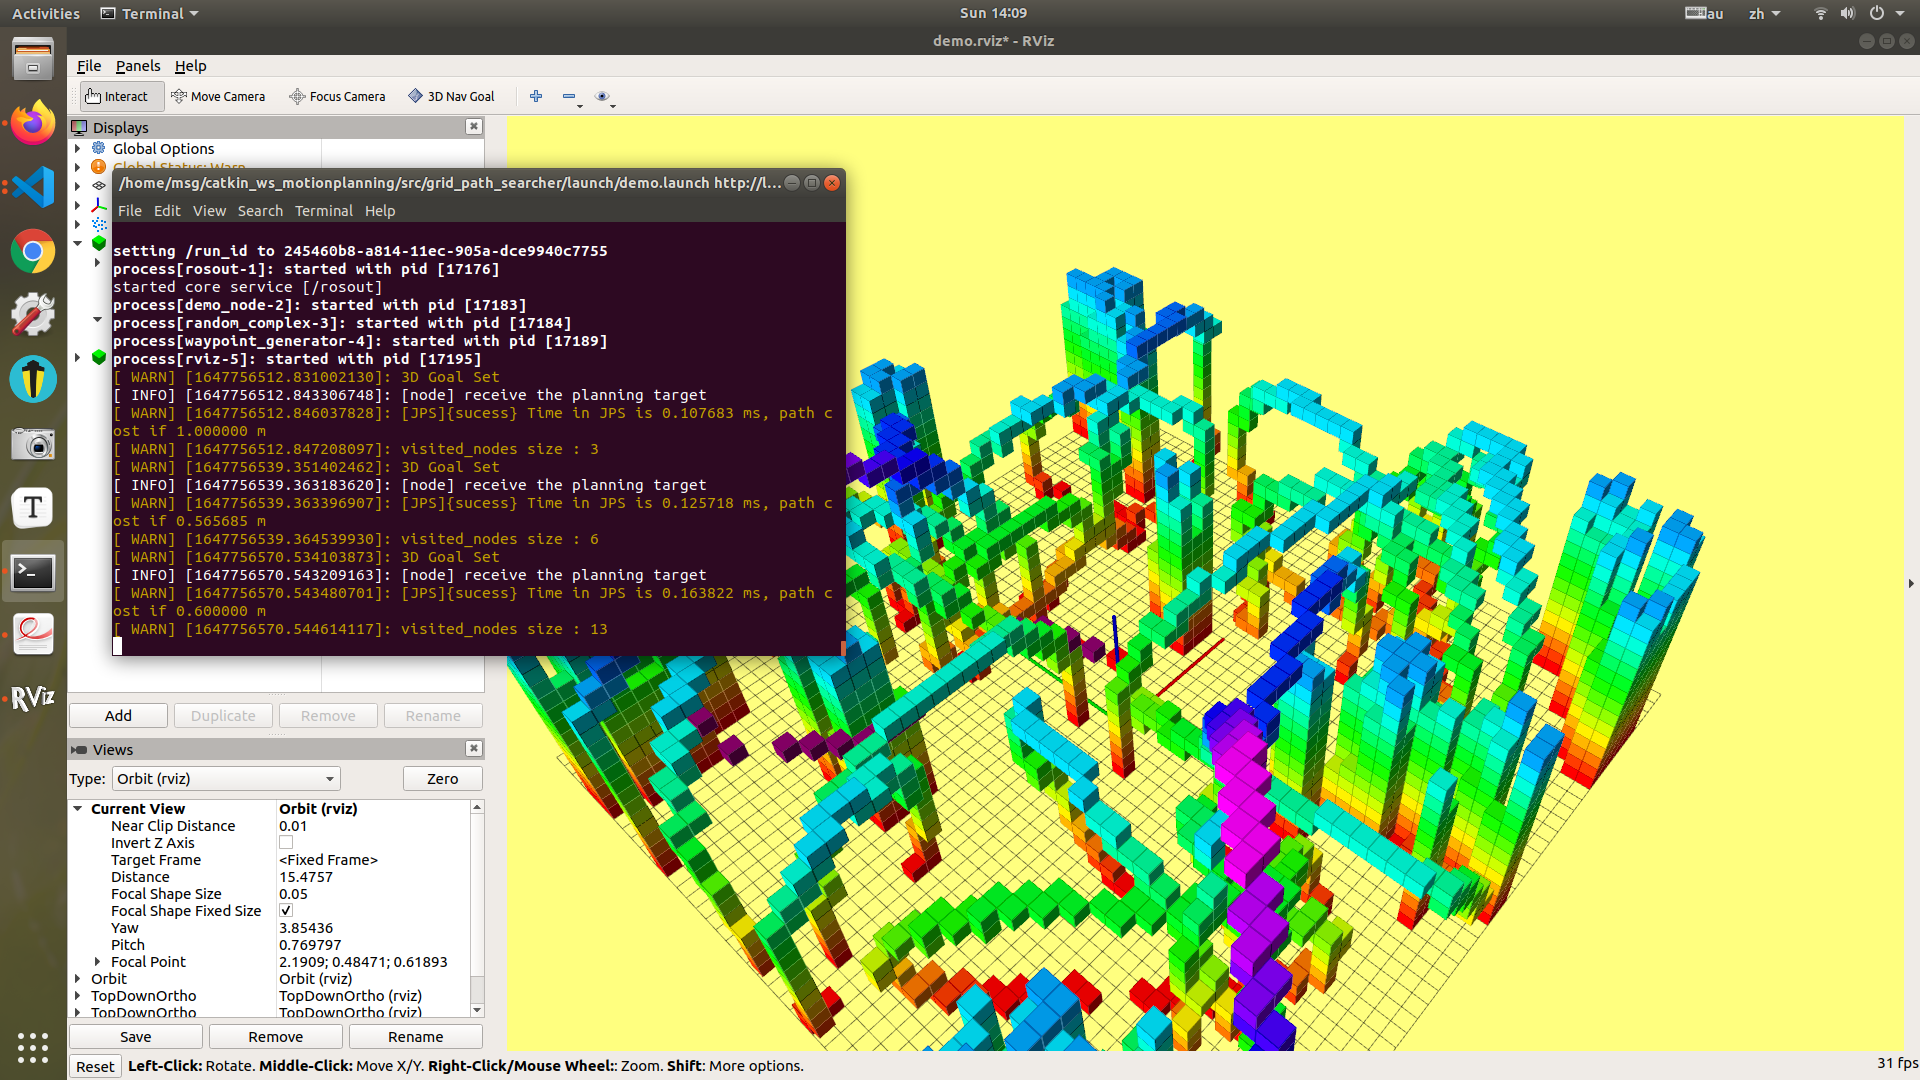 Activities
Terminal
Sun 14:09
au
zh
demo.rviz* - RViz
File Panels Help
Interact
Move Camera
Focus Camera
3D Nav Goal
Displays
Global Options
Global Status: Warn
/home/msg/catkin_ws_motionplanning/src/grid_path_searcher/launch/demo.launch http://l...
File Edit View Search Terminal Help
setting /run_id to 245460b8-a814-11ec-905a-dce9940c7755
process[rosout-1]: started with pid [17176]
started core service [/rosout]
process[demo_node-2]: started with pid [17183]
process[random_complex-3]: started with pid [17184]
process[waypoint_generator-4]: started with pid [17189]
process[rviz-5]: started with pid [17195]
[ WARN] [1647756512.831002130]: 3D Goal Set
[ INFO] [1647756512.843306748]: [node] receive the planning target
[ WARN] [1647756512.846037828]: [JPS]{sucess} Time in JPS is 0.107683 ms, path c
ost if 1.000000 m
[ WARN] [1647756512.847208097]: visited_nodes size : 3
[ WARN] [1647756539.351402462]: 3D Goal Set
[ INFO] [1647756539.363183620]: [node] receive the planning target
[ WARN] [1647756539.363396907]: [JPS]{sucess} Time in JPS is 0.125718 ms, path c
ost if 0.565685 m
[ WARN] [1647756539.364539930]: visited_nodes size : 6
[ WARN] [1647756570.534103873]: 3D Goal Set
[ INFO] [1647756570.543209163]: [node] receive the planning target
[ WARN] [1647756570.543480701]: [JPS]{sucess} Time in JPS is 0.163822 ms, path c
ost if 0.600000 m
[ WARN] [1647756570.544614117]: visited_nodes size : 13
T
RViz
Add
Duplicate
Remove
Rename
Views
Type:
Orbit (rviz)
Zero
Current View Orbit (rviz)
Near Clip Distance 0.01
Invert Z Axis
Target Frame <Fixed Frame>
Distance 15.4757
Focal Shape Size 0.05
Focal Shape Fixed Size
Yaw 3.85436
Pitch 0.769797
Focal Point 2.1909; 0.48471; 0.61893
Orbit Orbit (rviz)
TopDownOrtho TopDownOrtho (rviz)
TopDownOrtho TopDownOrtho (rviz)
Save
Remove
Rename
Reset
Left-Click: Rotate. Middle-Click: Move X/Y. Right-Click/Mouse Wheel:: Zoom. Shift: More options.
31 fps